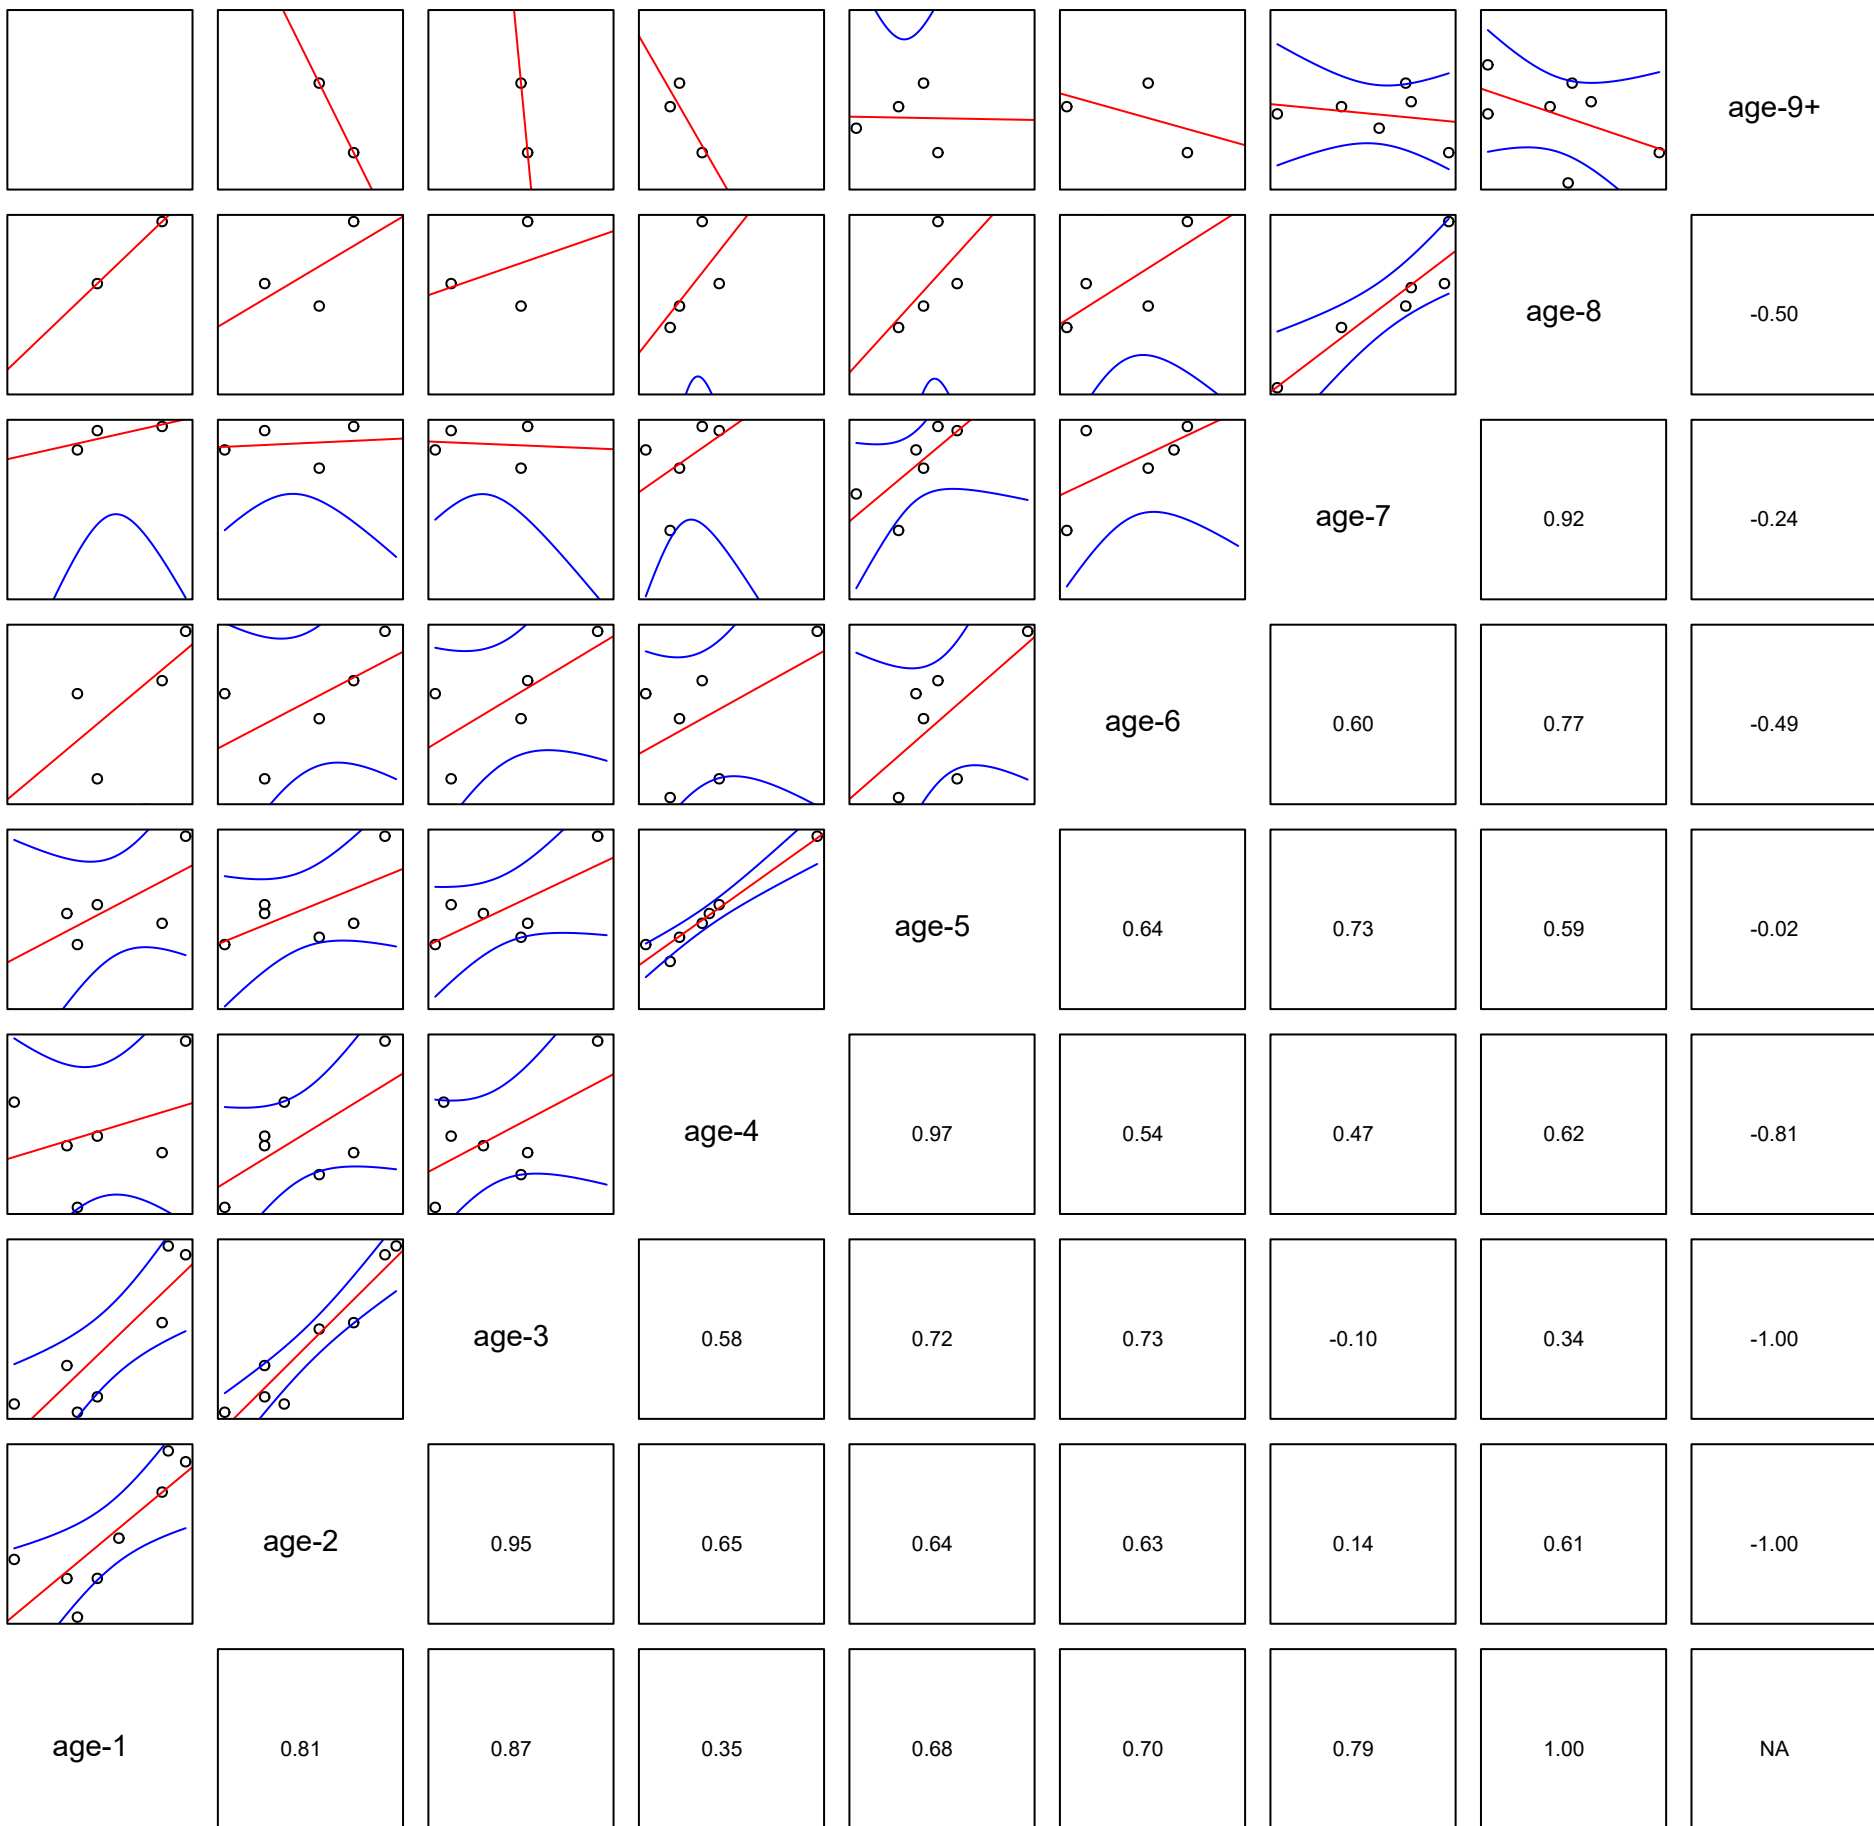 age-9+
age-8 -0.50
age-7 0.92 -0.24
age-6 0.60 0.77 -0.49
age-5 0.64 0.73 0.59 -0.02
age-4 0.97 0.54 0.47 0.62 -0.81
age-3 0.58 0.72 0.73 -0.10 0.34 -1.00
age-2 0.95 0.65 0.64 0.63 0.14 0.61 -1.00
age-1 0.81 0.87 0.35 0.68 0.70 0.79 1.00 NA